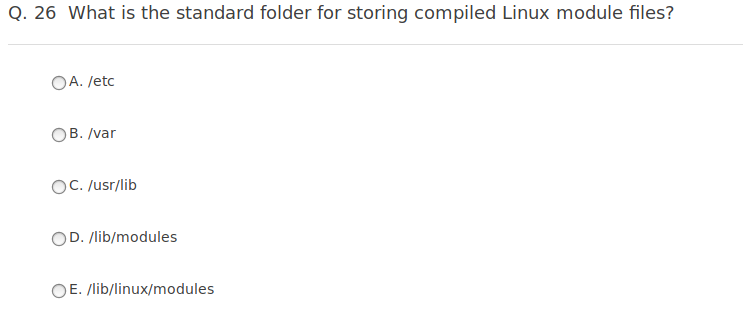 Q. 26 What is the standard folder for storing compiled Linux module files?
A. /etc
B. /var
C. /usr/lib
D. /lib/modules
E. /lib/linux/modules